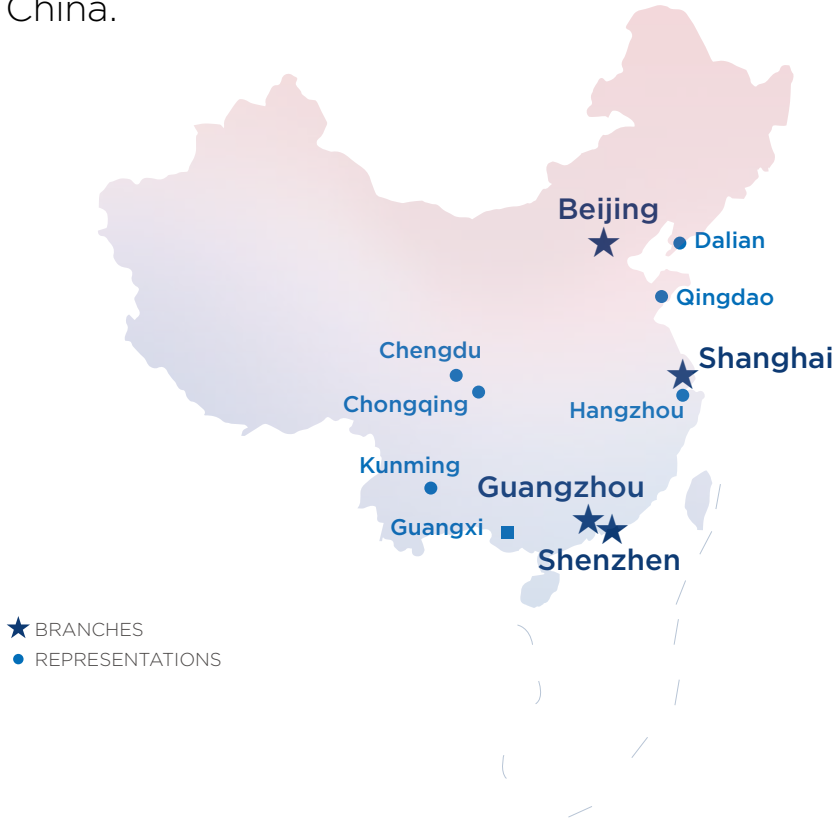 China.
Beijing
Dalian
Qingdao
Chengdu
Shanghai
Chongqing
Hangzhou
Kunming
Guangzhou
Guangxi
Shenzhen
BRANCHES
REPRESENTATIONS